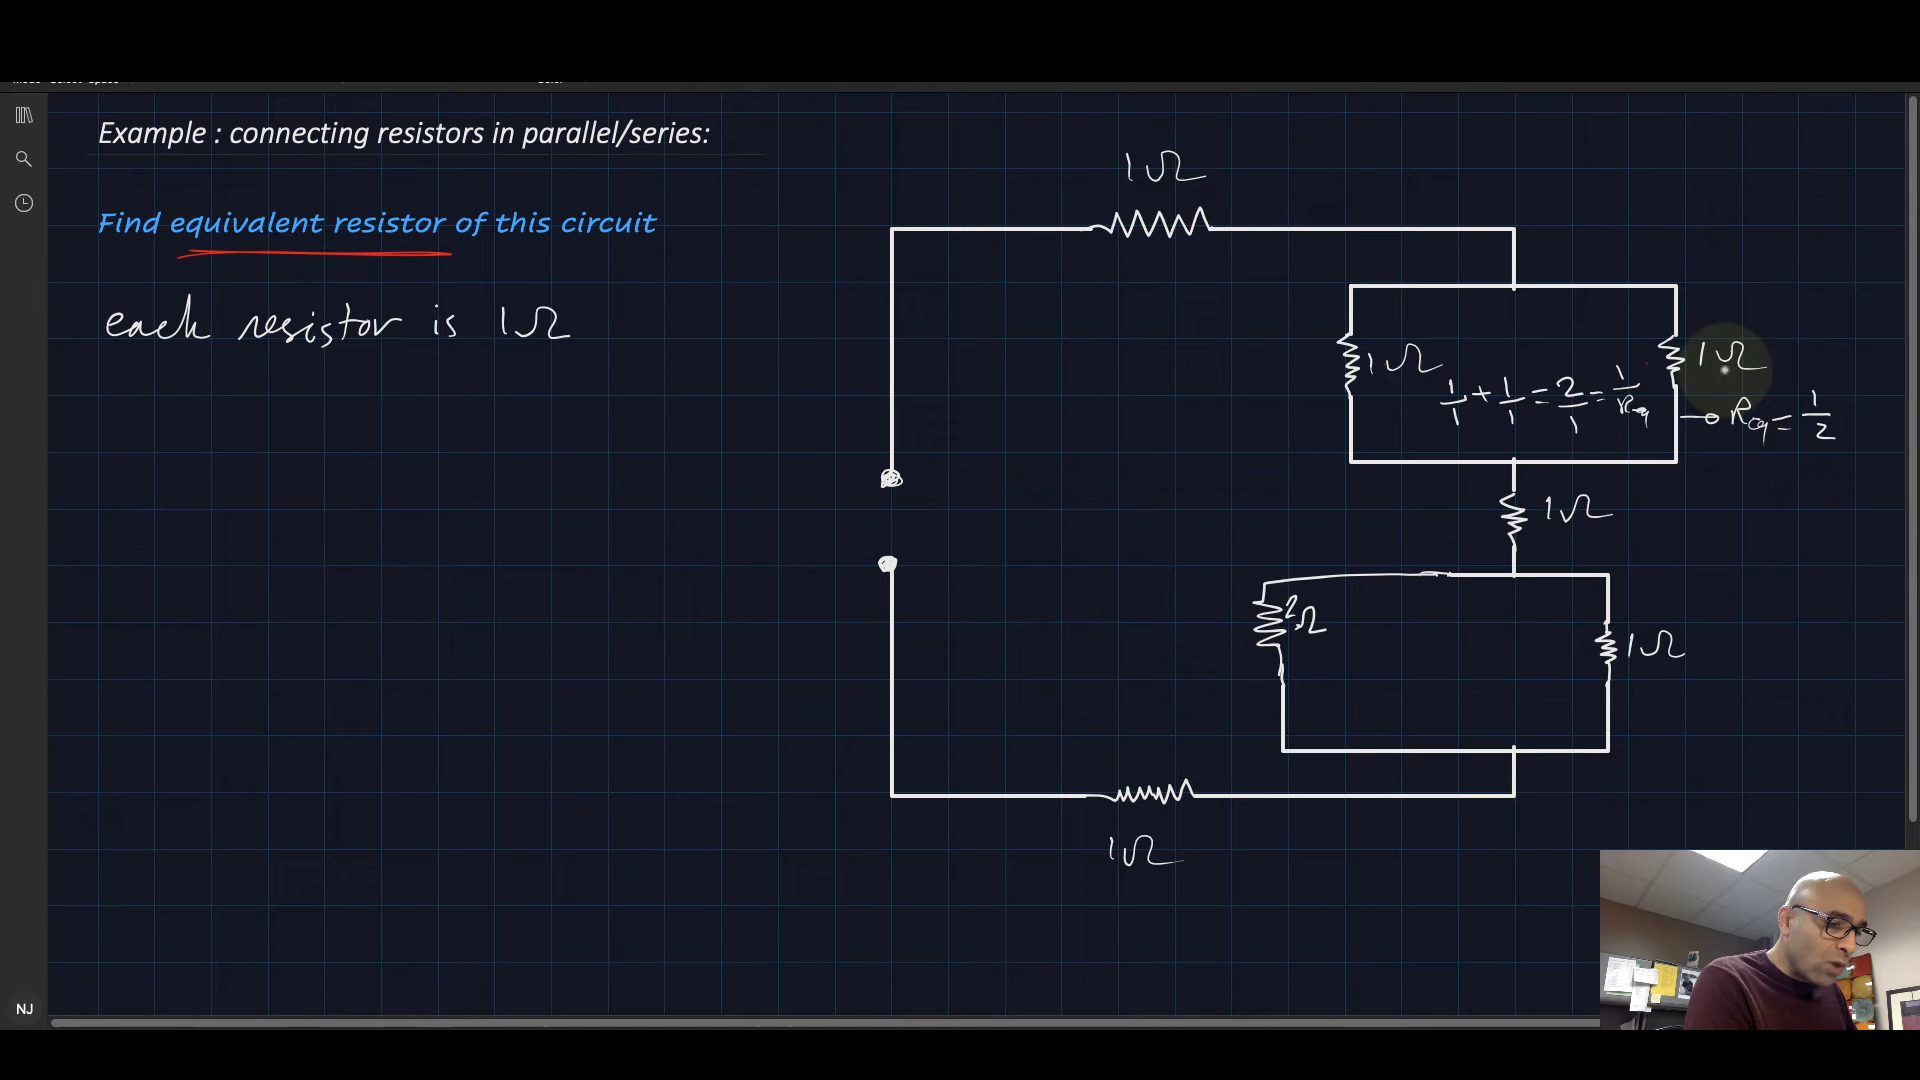 Example : connecting resistors in parallel/series:
Find equivalent resistor of this circuit
each resistor is 1Ω
1Ω
1Ω
1Ω
1/1 + 1/1 = 2/1 = 1/Req
Req = 1/2
1Ω
2Ω
1Ω
1Ω
NJ